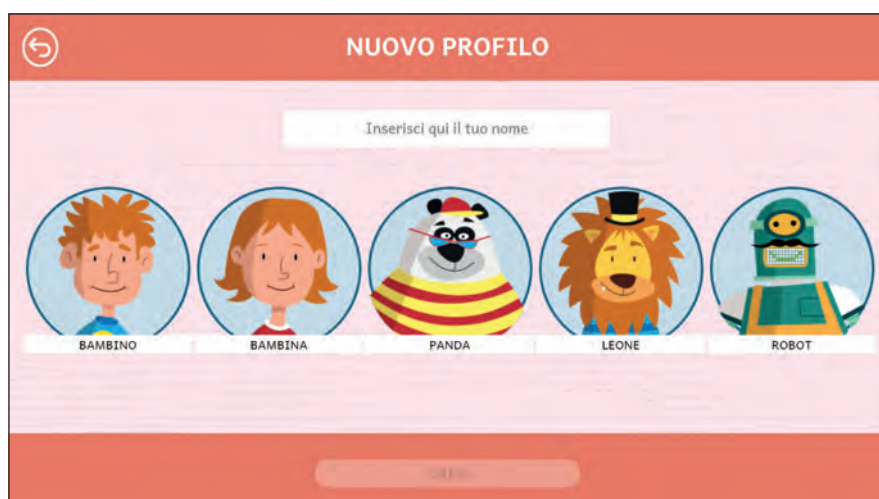 NUOVO PROFILO
Inserisci qui il tuo nome
BAMBINO
BAMBINA
PANDA
LEONE
ROBOT